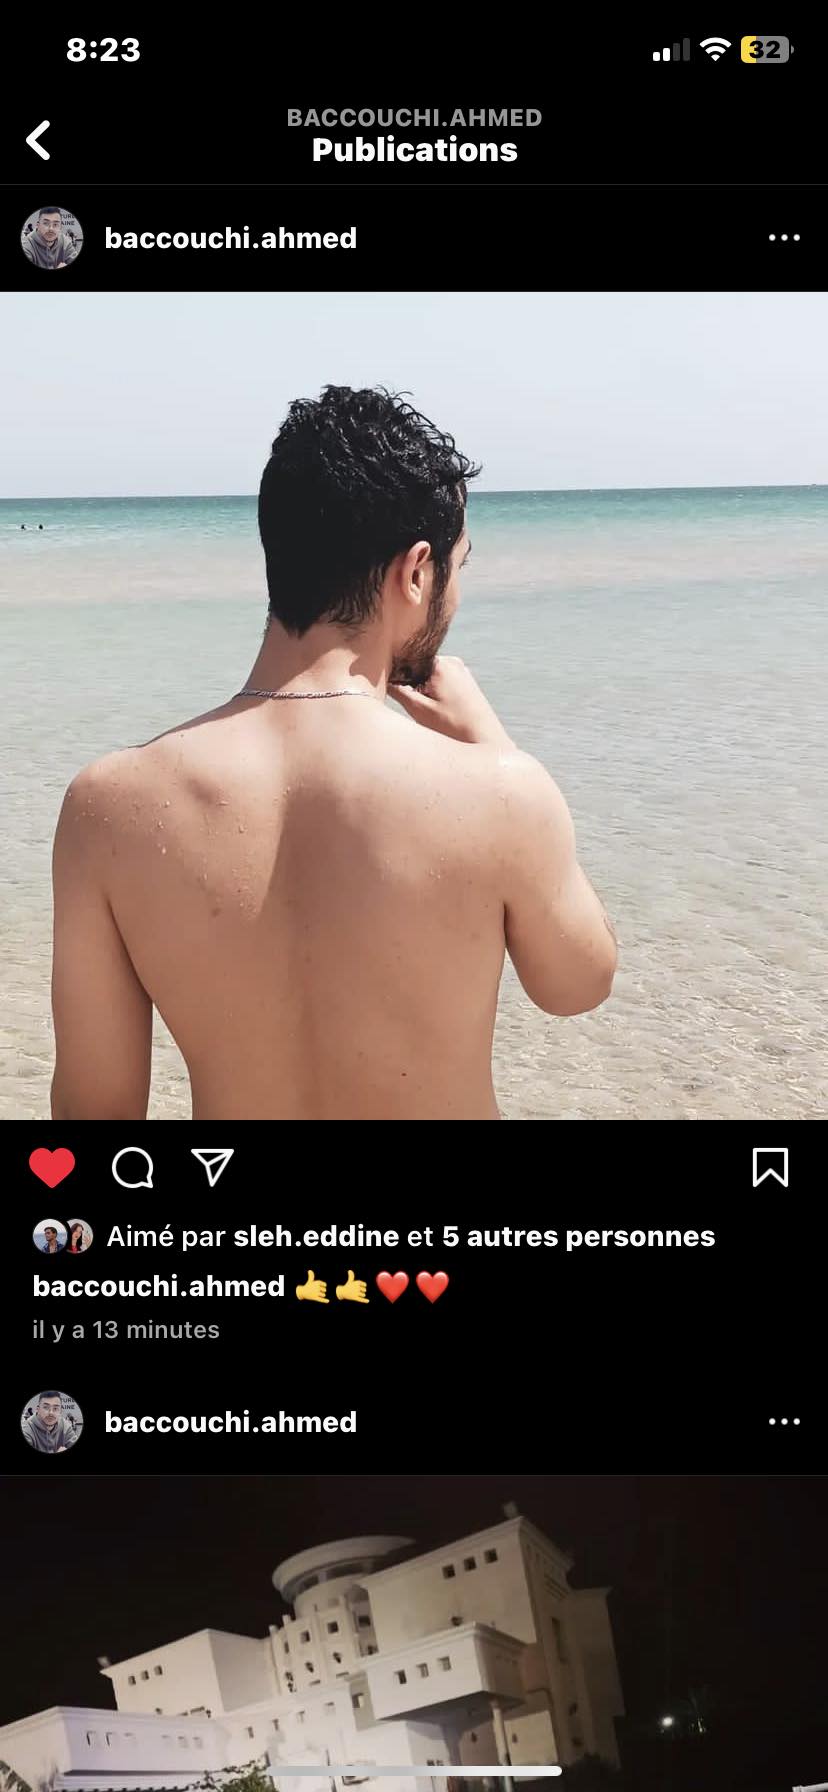 8:23
32
BACCOUCHI.AHMED
Publications
baccouchi.ahmed
Aimé par sleh.eddine et 5 autres personnes
baccouchi.ahmed 🤙🤙❤️❤️
il y a 13 minutes
baccouchi.ahmed